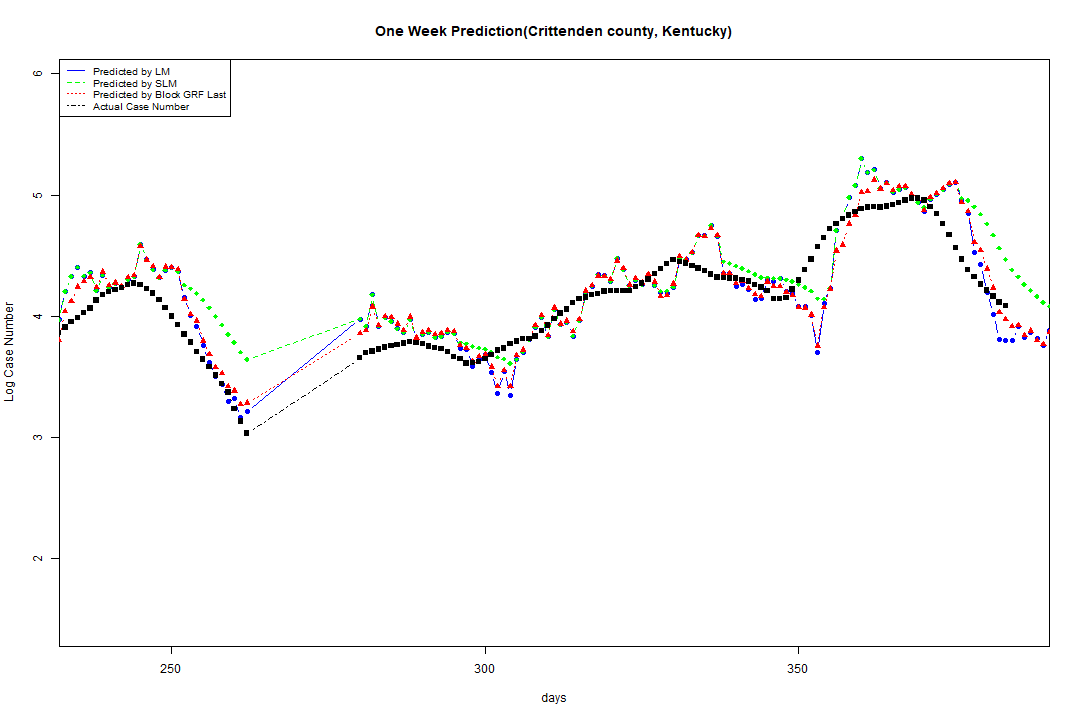 One Week Prediction(Crittenden county, Kentucky)
Predicted by LM
Predicted by SLM
Predicted by Block GRF Last
Actual Case Number
Log Case Number
6
5
4
3
2
250
300
350
days